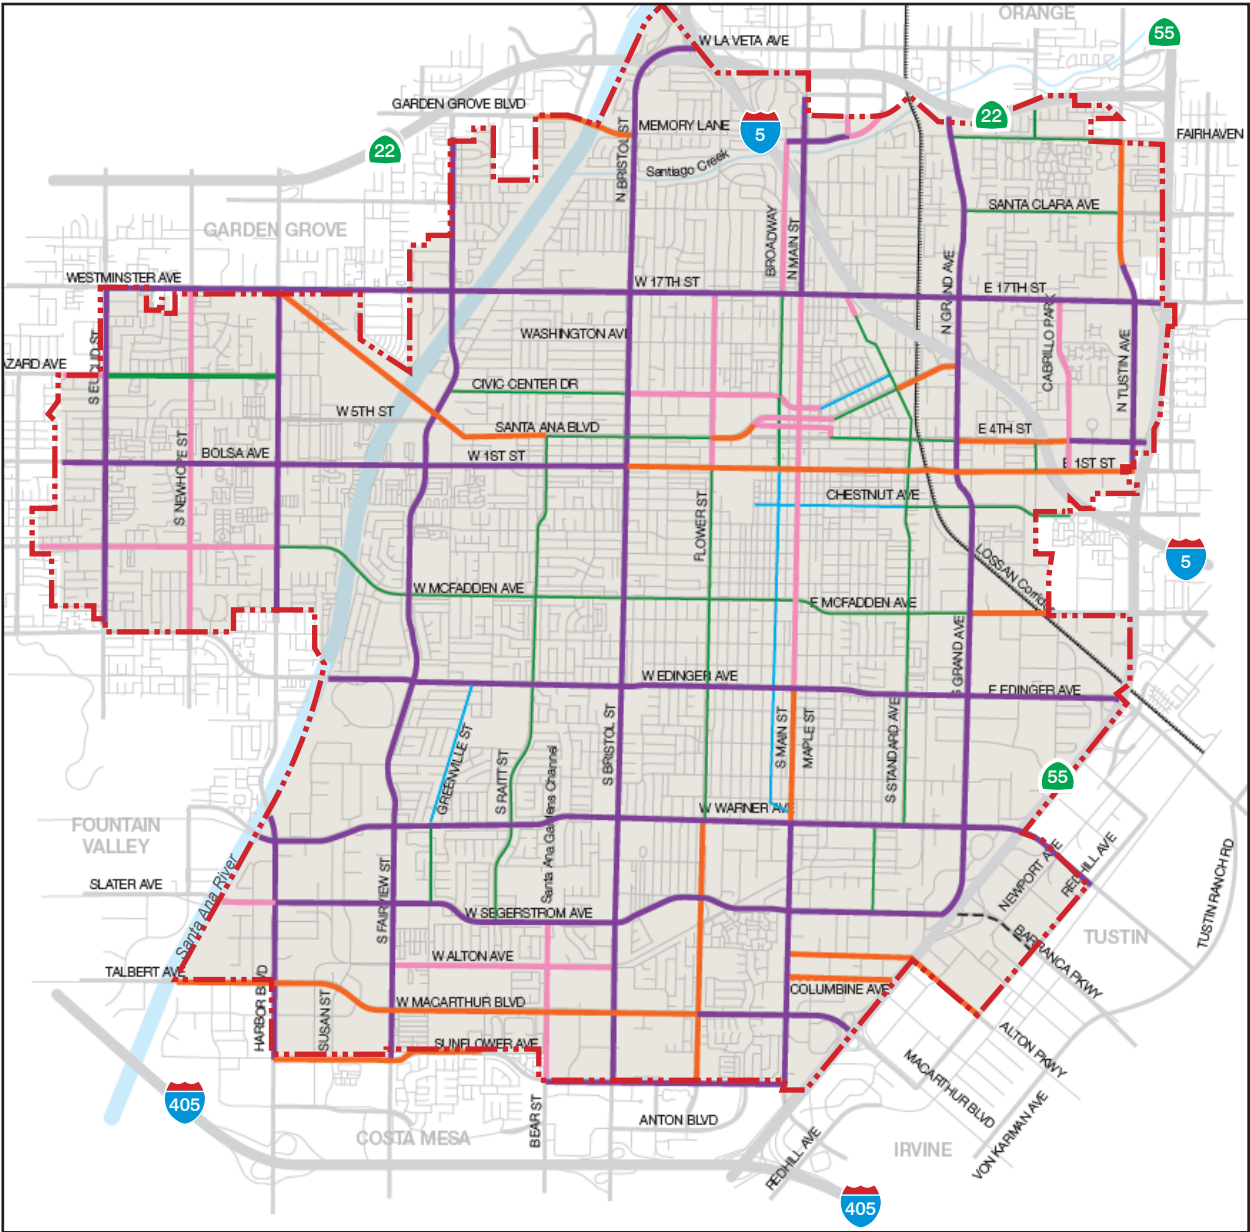 ORANGE
55
W LA VETA AVE
GARDEN GROVE BLVD
22
MEMORY LANE
5
FAIRHAVEN
22
N BRISTOL ST
Santiago Creek
SANTA CLARA AVE
GARDEN GROVE
BROADWAY
N MAIN ST
N GRAND AVE
WESTMINSTER AVE
W 17TH ST
E 17TH ST
WASHINGTON AVE
CABRILLO PARK
N TUSTIN AVE
S EUCLID ST
AZARD AVE
CIVIC CENTER DR
W 5TH ST
SANTA ANA BLVD
E 4TH ST
S NEWHOPE ST
BOLSA AVE
W 1ST ST
E 1ST ST
CHESTNUT AVE
FLOWER ST
LOSSAN Corridor
5
W MCFADDEN AVE
E MCFADDEN AVE
S GRAND AVE
W EDINGER AVE
E EDINGER AVE
GREENVILLE ST
S RAITT ST
Santa Ana Gardens Channel
S BRISTOL ST
S MAIN ST
MAPLE ST
S STANDARD AVE
55
W WARNER AVE
FOUNTAIN
VALLEY
Santa Ana River
SLATER AVE
S FAIRVIEW ST
W SEGERSTROM AVE
NEWPORT AVE
REDHILL AVE
TUSTIN RANCH RD
TUSTIN
BARRANCA PKWY
TALBERT AVE
HARBOR BLVD
SUSAN ST
W ALTON AVE
W MACARTHUR BLVD
COLUMBINE AVE
SUNFLOWER AVE
ALTON PKWY
MACARTHUR BLVD
VON KARMAN AVE
405
COSTA MESA
BEAR ST
ANTON BLVD
REDHILL AVE
IRVINE
405